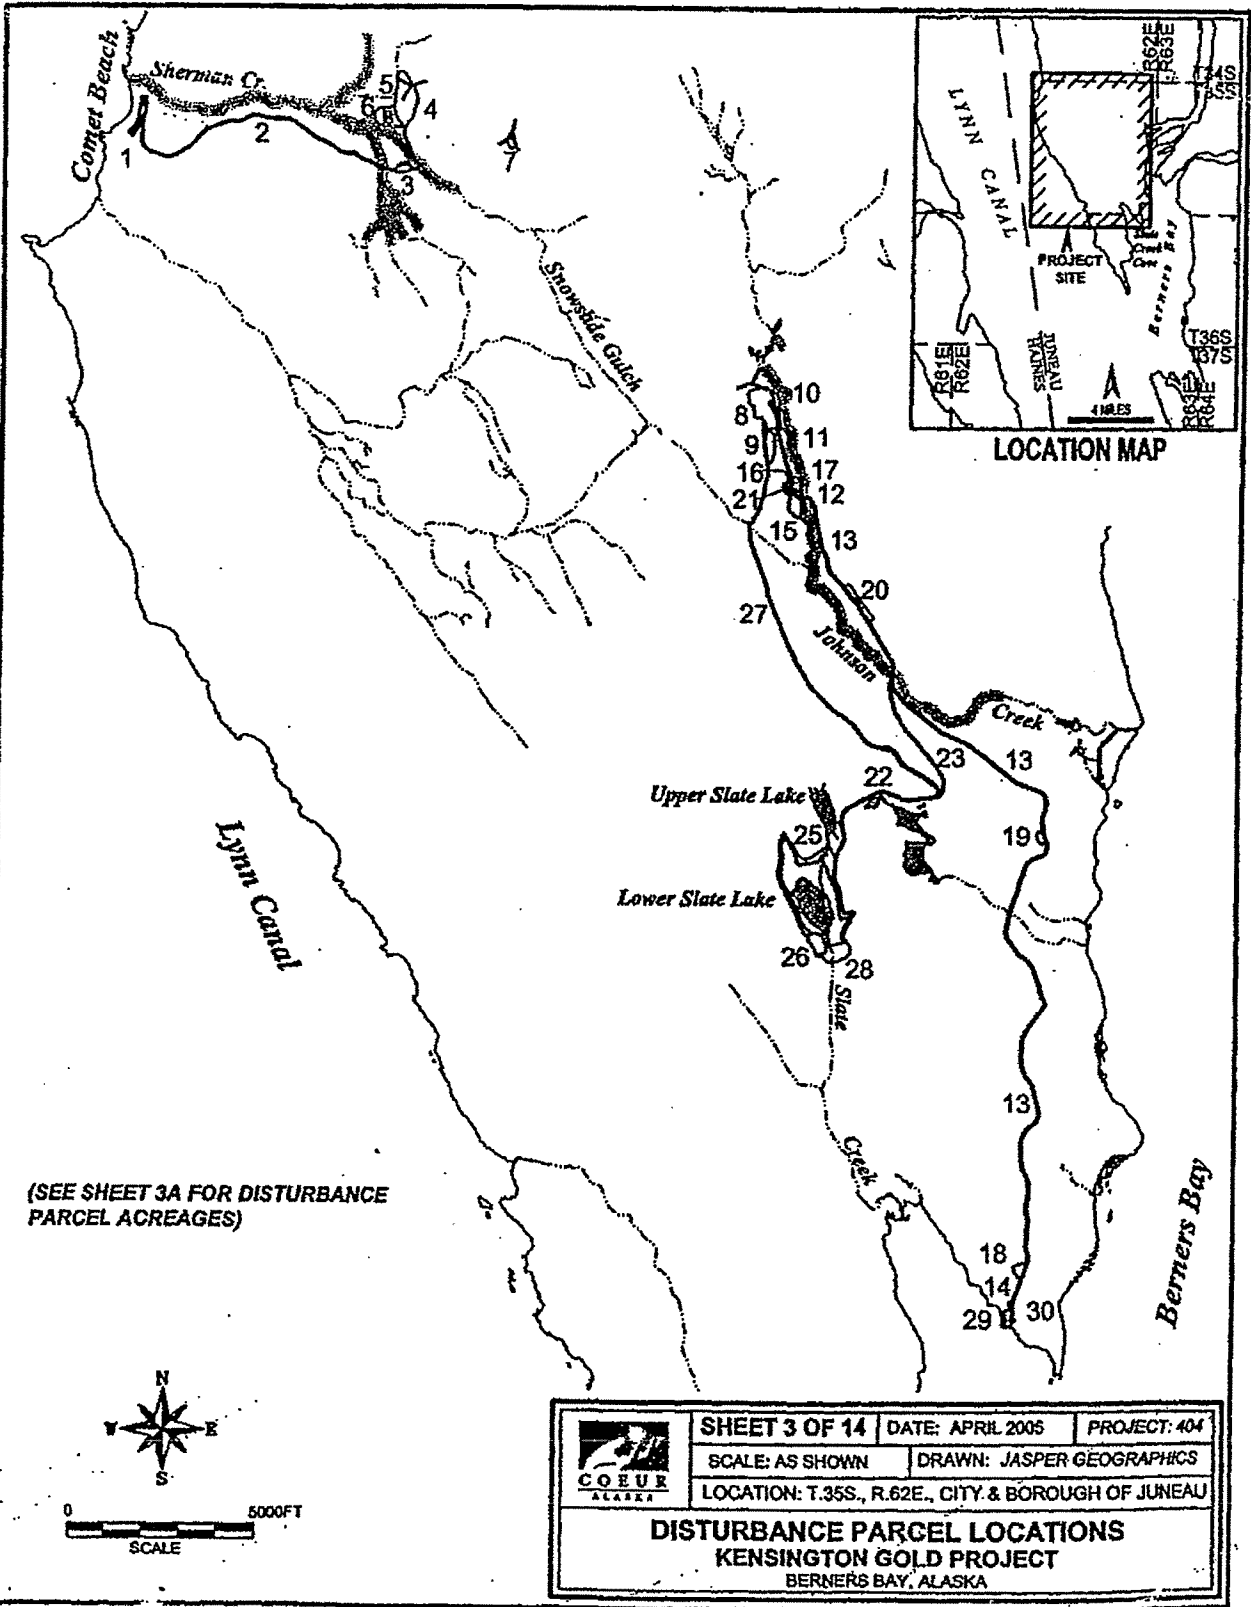 Comet Beach
Sherman Cr.
1
2
3
4
5
6
Snowslide Gulch
LYNN CANAL
R62E
R63E
T34S
PROJECT SITE
Slate Creek Cove
Berners Bay
JUNEAU
HAINES
T36S
T37S
R61E
R62E
R63E
R64E
4 MILES
LOCATION MAP
8
10
9
11
16
17
21
12
15
13
20
27
Johnson
Creek
23
13
22
Upper Slate Lake
25
19
Lower Slate Lake
26
28
Slate
Creek
13
Lynn Canal
18
14
29
30
Berners Bay
(SEE SHEET 3A FOR DISTURBANCE
PARCEL ACREAGES)
N
W
E
S
0
5000FT
SCALE
COEUR
ALASKA
SHEET 3 OF 14
DATE: APRIL 2005
PROJECT: 404
SCALE: AS SHOWN
DRAWN: JASPER GEOGRAPHICS
LOCATION: T.35S., R.62E., CITY & BOROUGH OF JUNEAU
DISTURBANCE PARCEL LOCATIONS
KENSINGTON GOLD PROJECT
BERNERS BAY, ALASKA